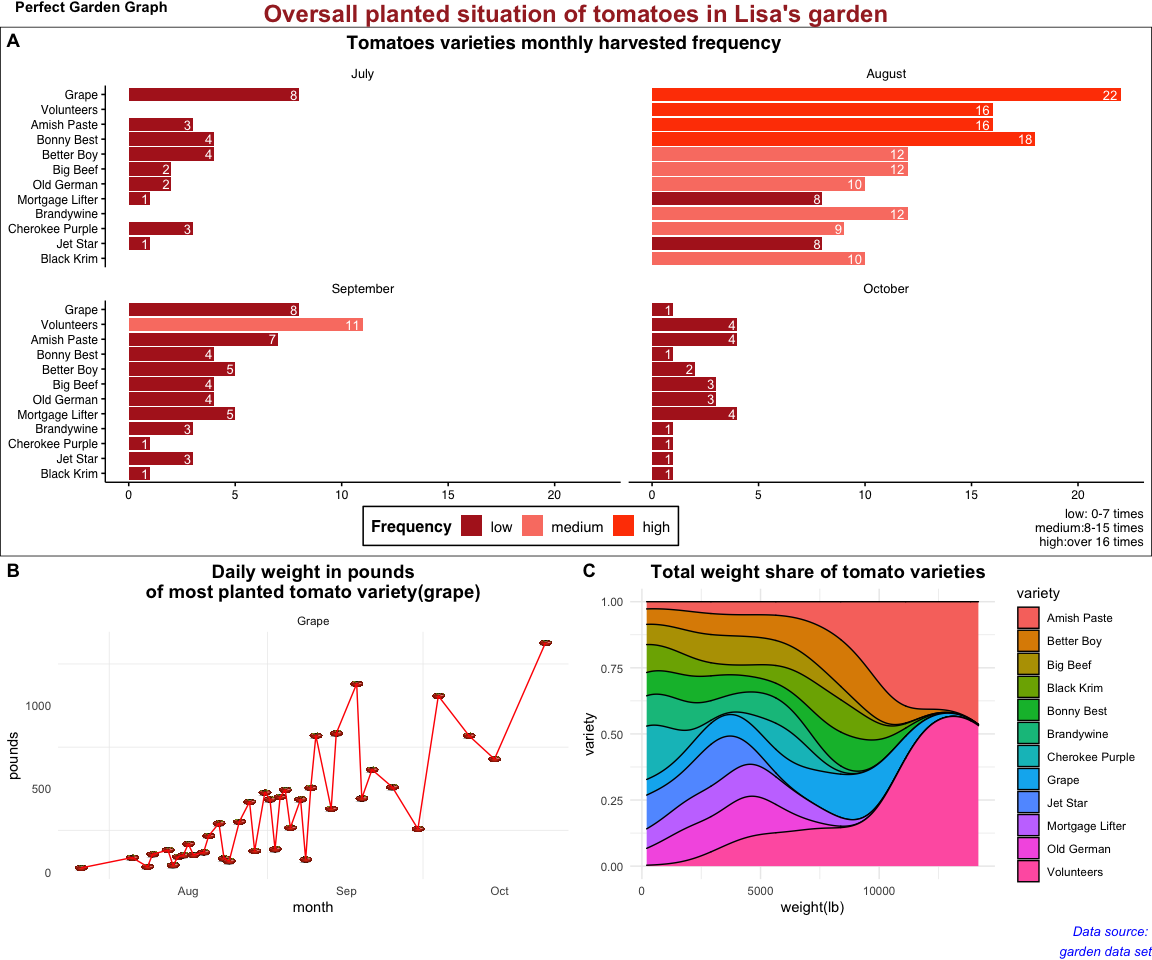 Perfect Garden Graph
Oversall planted situation of tomatoes in Lisa's garden
A
Tomatoes varieties monthly harvested frequency
July
August
Grape 8 22
Volunteers 16
Amish Paste 3 16
Bonny Best 4 18
Better Boy 4 12
Big Beef 2 12
Old German 2 10
Mortgage Lifter 1 8
Brandywine 12
Cherokee Purple 3 9
Jet Star 1 8
Black Krim 10
September
October
Grape 8 1
Volunteers 11 4
Amish Paste 7 4
Bonny Best 4 1
Better Boy 5 2
Big Beef 4 3
Old German 4 3
Mortgage Lifter 5 4
Brandywine 3 1
Cherokee Purple 1 1
Jet Star 3 1
Black Krim 1 1
0 5 10 15 20 0 5 10 15 20
Frequency low medium high
low: 0-7 times
medium:8-15 times
high:over 16 times
B
Daily weight in pounds
of most planted tomato variety(grape)
Grape
pounds
1000
500
0
Aug Sep Oct
month
C
Total weight share of tomato varieties
variety
1.00
0.75
0.50
0.25
0.00
0 5000 10000
weight(lb)
variety
Amish Paste
Better Boy
Big Beef
Black Krim
Bonny Best
Brandywine
Cherokee Purple
Grape
Jet Star
Mortgage Lifter
Old German
Volunteers
Data source:
garden data set